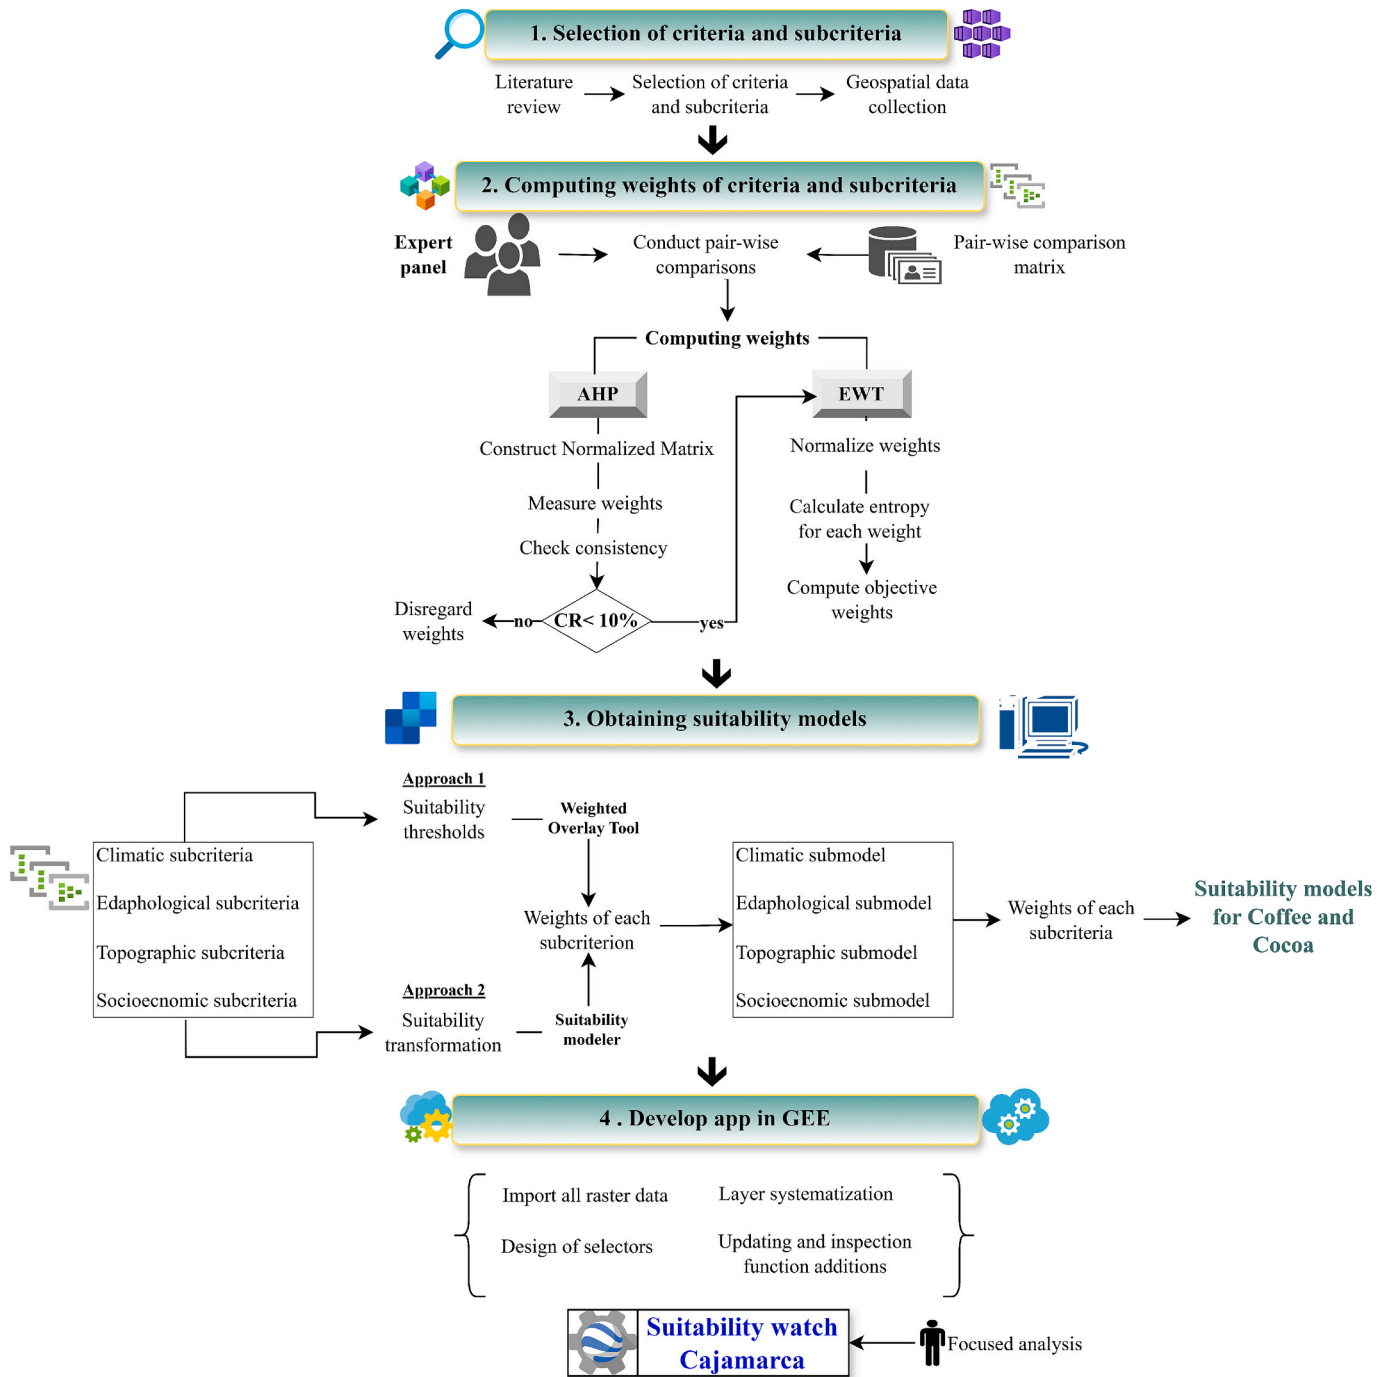 1. Selection of criteria and subcriteria
Literature
review
Selection of criteria
and subcriteria
Geospatial data
collection
2. Computing weights of criteria and subcriteria
Expert
panel
Conduct pair-wise
comparisons
Pair-wise comparison
matrix
Computing weights
AHP
EWT
Construct Normalized Matrix
Normalize weights
Measure weights
Calculate entropy
for each weight
Check consistency
Compute objective
weights
Disregard
weights
no
CR< 10%
yes
3. Obtaining suitability models
Approach 1
Suitability
thresholds
Weighted
Overlay Tool
Climatic subcriteria
Edaphological subcriteria
Topographic subcriteria
Socioecnomic subcriteria
Weights of each
subcriterion
Approach 2
Suitability
transformation
Suitability
modeler
Climatic submodel
Edaphological submodel
Topographic submodel
Socioecnomic submodel
Weights of each
subcriteria
Suitability models
for Coffee and
Cocoa
4 . Develop app in GEE
Import all raster data
Layer systematization
Design of selectors
Updating and inspection
function additions
Suitability watch
Cajamarca
Focused analysis